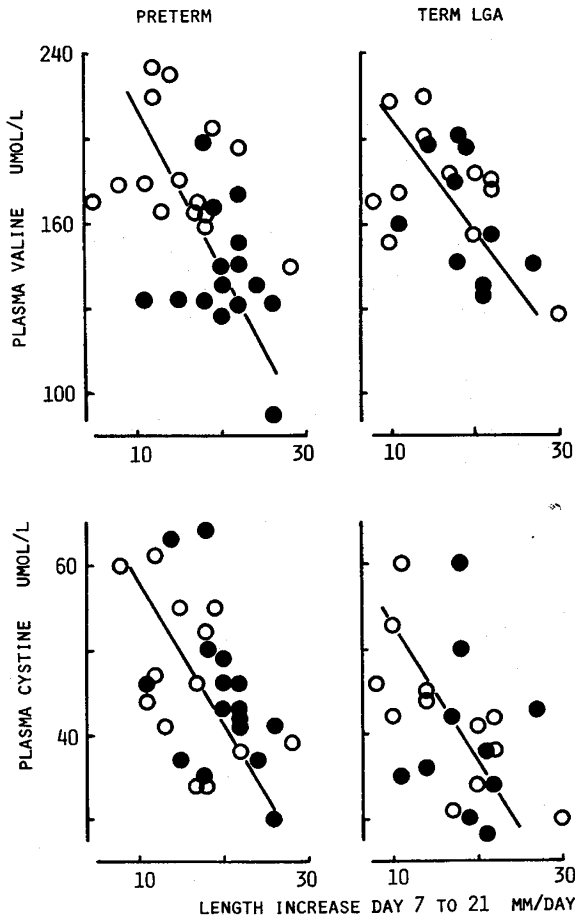 PRETERM TERM LGA
240
PLASMA VALINE UMOL/L
160
100
10 30 10 30
PLASMA CYSTINE UMOL/L
60
40
10 30 10 30
LENGTH INCREASE DAY 7 TO 21 MM/DAY